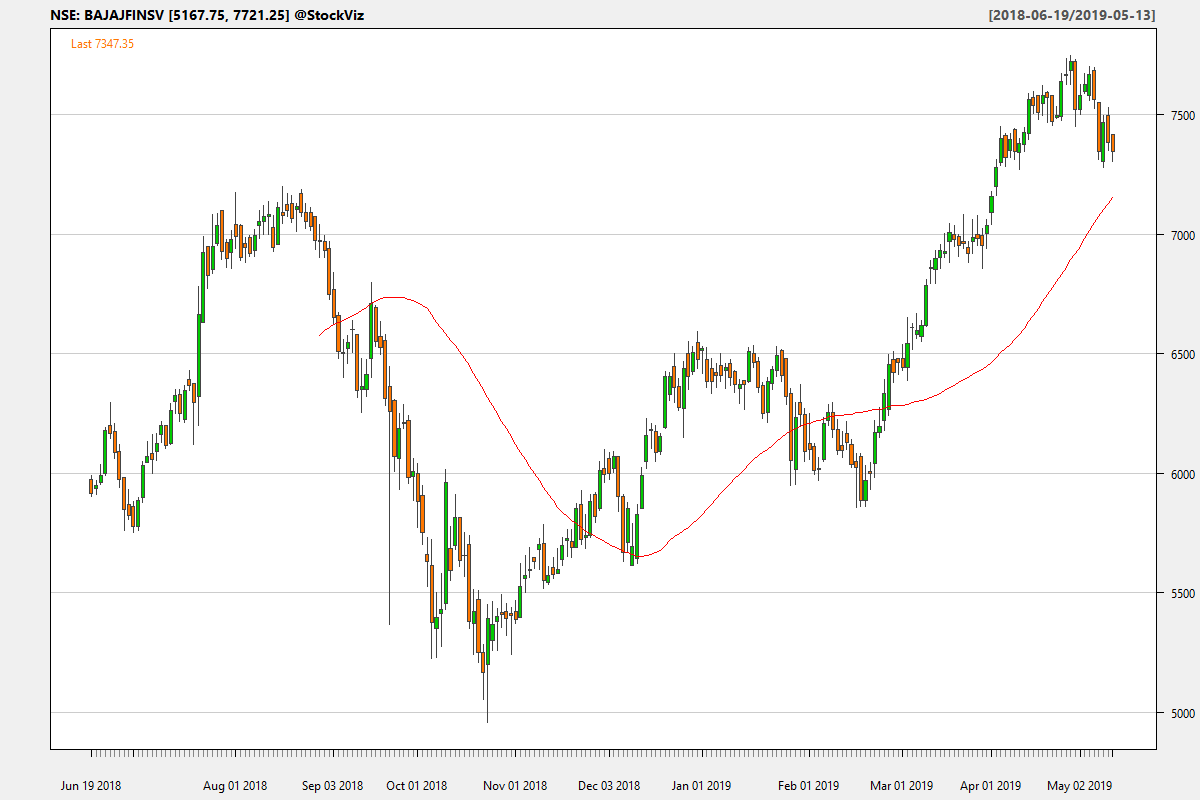 NSE: BAJAJFINSV [5167.75, 7721.25] @StockViz
[2018-06-19/2019-05-13]
Last 7347.35
7500
7000
6500
6000
5500
5000
Jun 19 2018 Aug 01 2018 Sep 03 2018 Oct 01 2018 Nov 01 2018 Dec 03 2018 Jan 01 2019 Feb 01 2019 Mar 01 2019 Apr 01 2019 May 02 2019